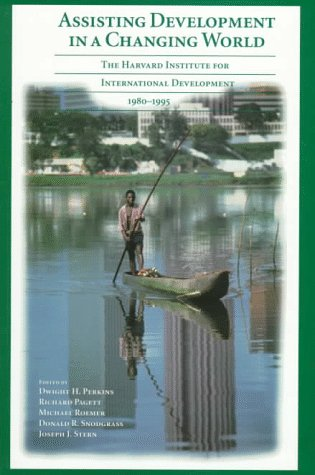 ASSISTING DEVELOPMENT
IN A CHANGING WORLD
THE HARVARD INSTITUTE FOR
INTERNATIONAL DEVELOPMENT
1980–1995
EDITED BY
DWIGHT H. PERKINS
RICHARD PAGETT
MICHAEL ROEMER
DONALD R. SNODGRASS
JOSEPH J. STERN